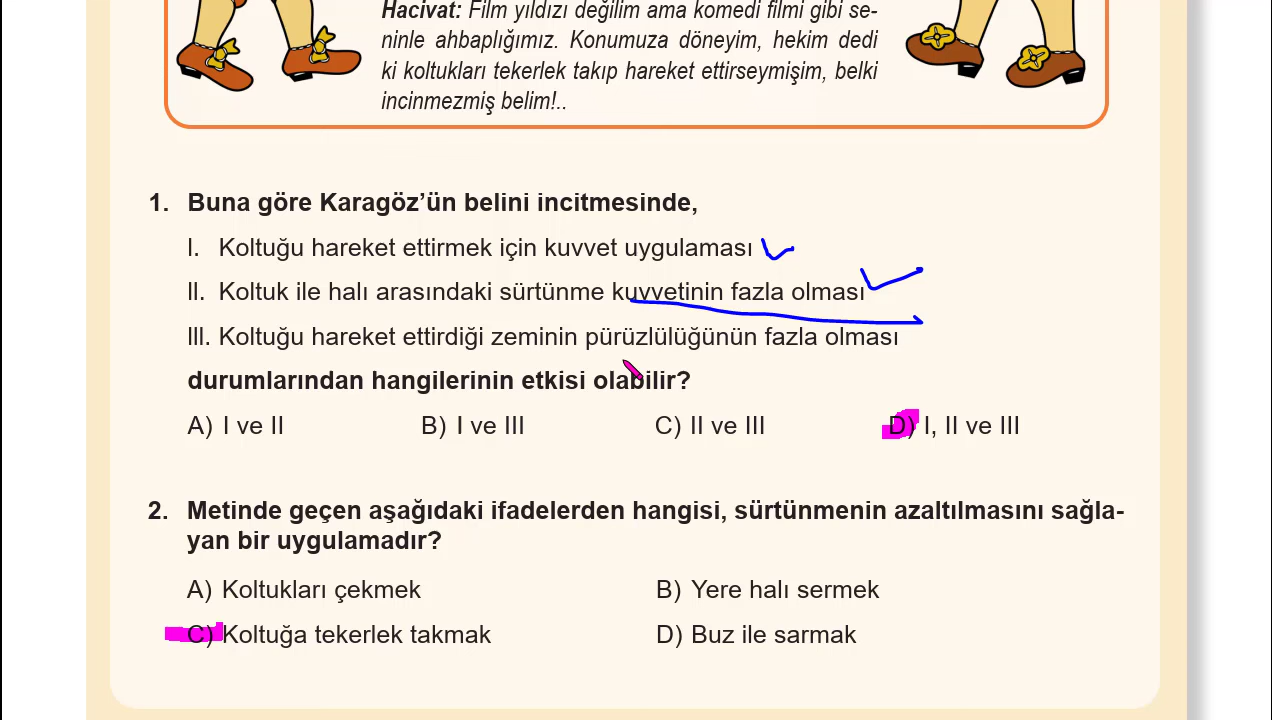 Hacivat: Film yıldızı değilim ama komedi filmi gibi se-
ninle ahbaplığımız. Konumuza döneyim, hekim dedi
ki koltukları tekerlek takıp hareket ettirseymişim, belki
incinmezmiş belim!..
1. Buna göre Karagöz’ün belini incitmesinde,
I. Koltuğu hareket ettirmek için kuvvet uygulaması
II. Koltuk ile halı arasındaki sürtünme kuvvetinin fazla olması
III. Koltuğu hareket ettirdiği zeminin pürüzlülüğünün fazla olması
durumlarından hangilerinin etkisi olabilir?
A) I ve II B) I ve III C) II ve III D) I, II ve III
2. Metinde geçen aşağıdaki ifadelerden hangisi, sürtünmenin azaltılmasını sağla-
yan bir uygulamadır?
A) Koltukları çekmek B) Yere halı sermek
C) Koltuğa tekerlek takmak D) Buz ile sarmak